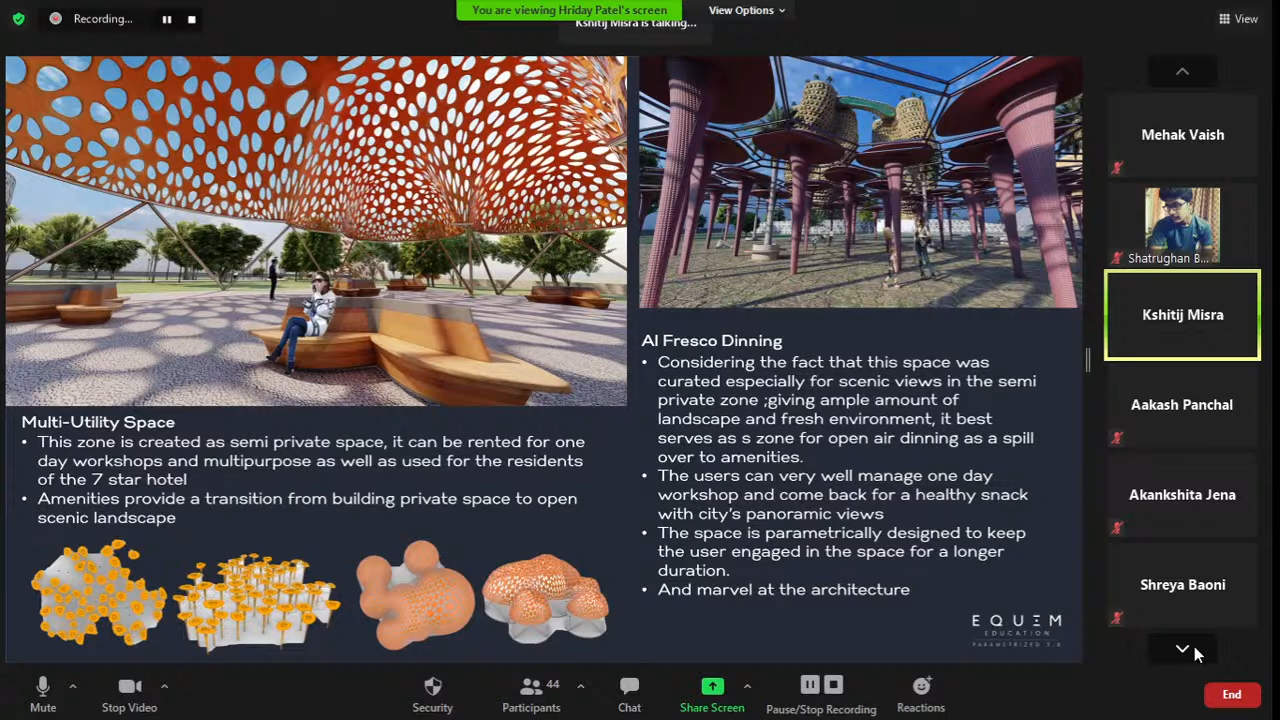 Recording...
You are viewing Hriday Patel's screen
View Options
Kshitij Misra is talking...
View
Mehak Vaish
Shatrughan B...
Kshitij Misra
Aakash Panchal
Akankshita Jena
Shreya Baoni
Multi-Utility Space
• This zone is created as semi private space, it can be rented for one
day workshops and multipurpose as well as used for the residents
of the 7 star hotel
• Amenities provide a transition from building private space to open
scenic landscape
Al Fresco Dinning
• Considering the fact that this space was
curated especially for scenic views in the semi
private zone ;giving ample amount of
landscape and fresh environment, it best
serves as s zone for open air dinning as a spill
over to amenities.
• The users can very well manage one day
workshop and come back for a healthy snack
with city's panoramic views
• The space is parametrically designed to keep
the user engaged in the space for a longer
duration.
• And marvel at the architecture
EQUEM
EDUCATION
PARAMETRIZED 3.0
Mute
Stop Video
Security
44
Participants
Chat
Share Screen
Pause/Stop Recording
Reactions
End